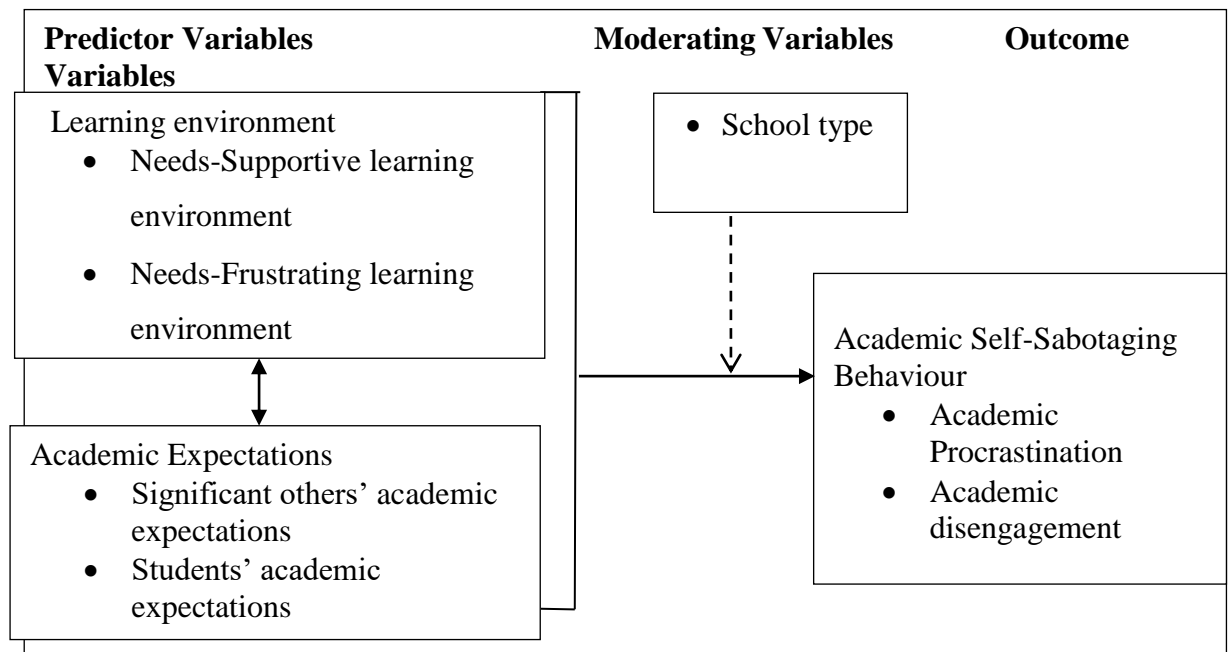 Predictor Variables Moderating Variables Outcome
Variables
Learning environment
• Needs-Supportive learning
environment
• Needs-Frustrating learning
environment
Academic Expectations
• Significant others’ academic
expectations
• Students’ academic
expectations
• School type
Academic Self-Sabotaging
Behaviour
• Academic
Procrastination
• Academic
disengagement